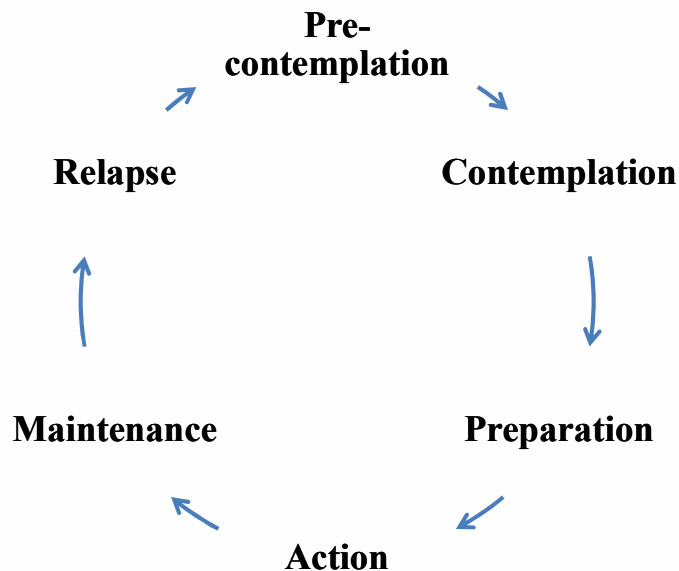 Pre-
contemplation
Contemplation
Preparation
Action
Maintenance
Relapse